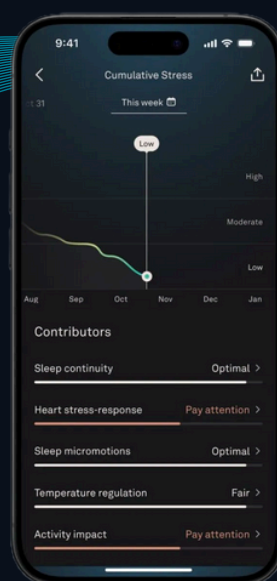 9:41
Cumulative Stress
t 31
This week
Low
High
Moderate
Low
Aug Sep Oct Nov Dec Jan
Contributors
Sleep continuity Optimal
Heart stress-response Pay attention
Sleep micromotions Optimal
Temperature regulation Fair
Activity impact Pay attention